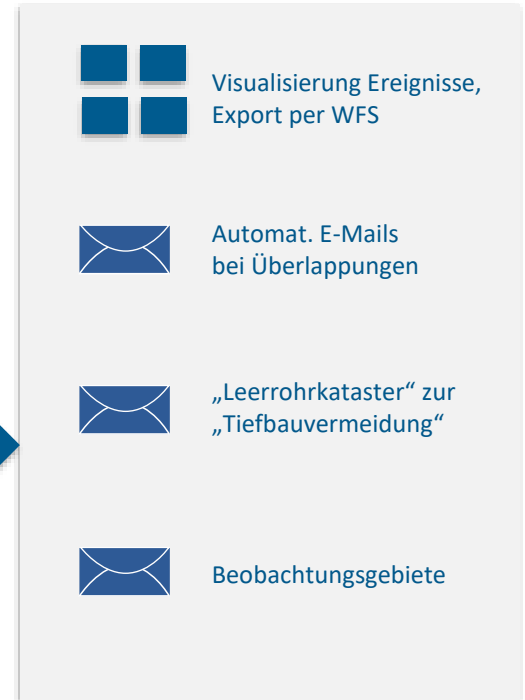 Visualisierung Ereignisse,
Export per WFS
Automat. E-Mails
bei Überlappungen
„Leerrohrkataster“ zur
„Tiefbauvermeidung“
Beobachtungsgebiete